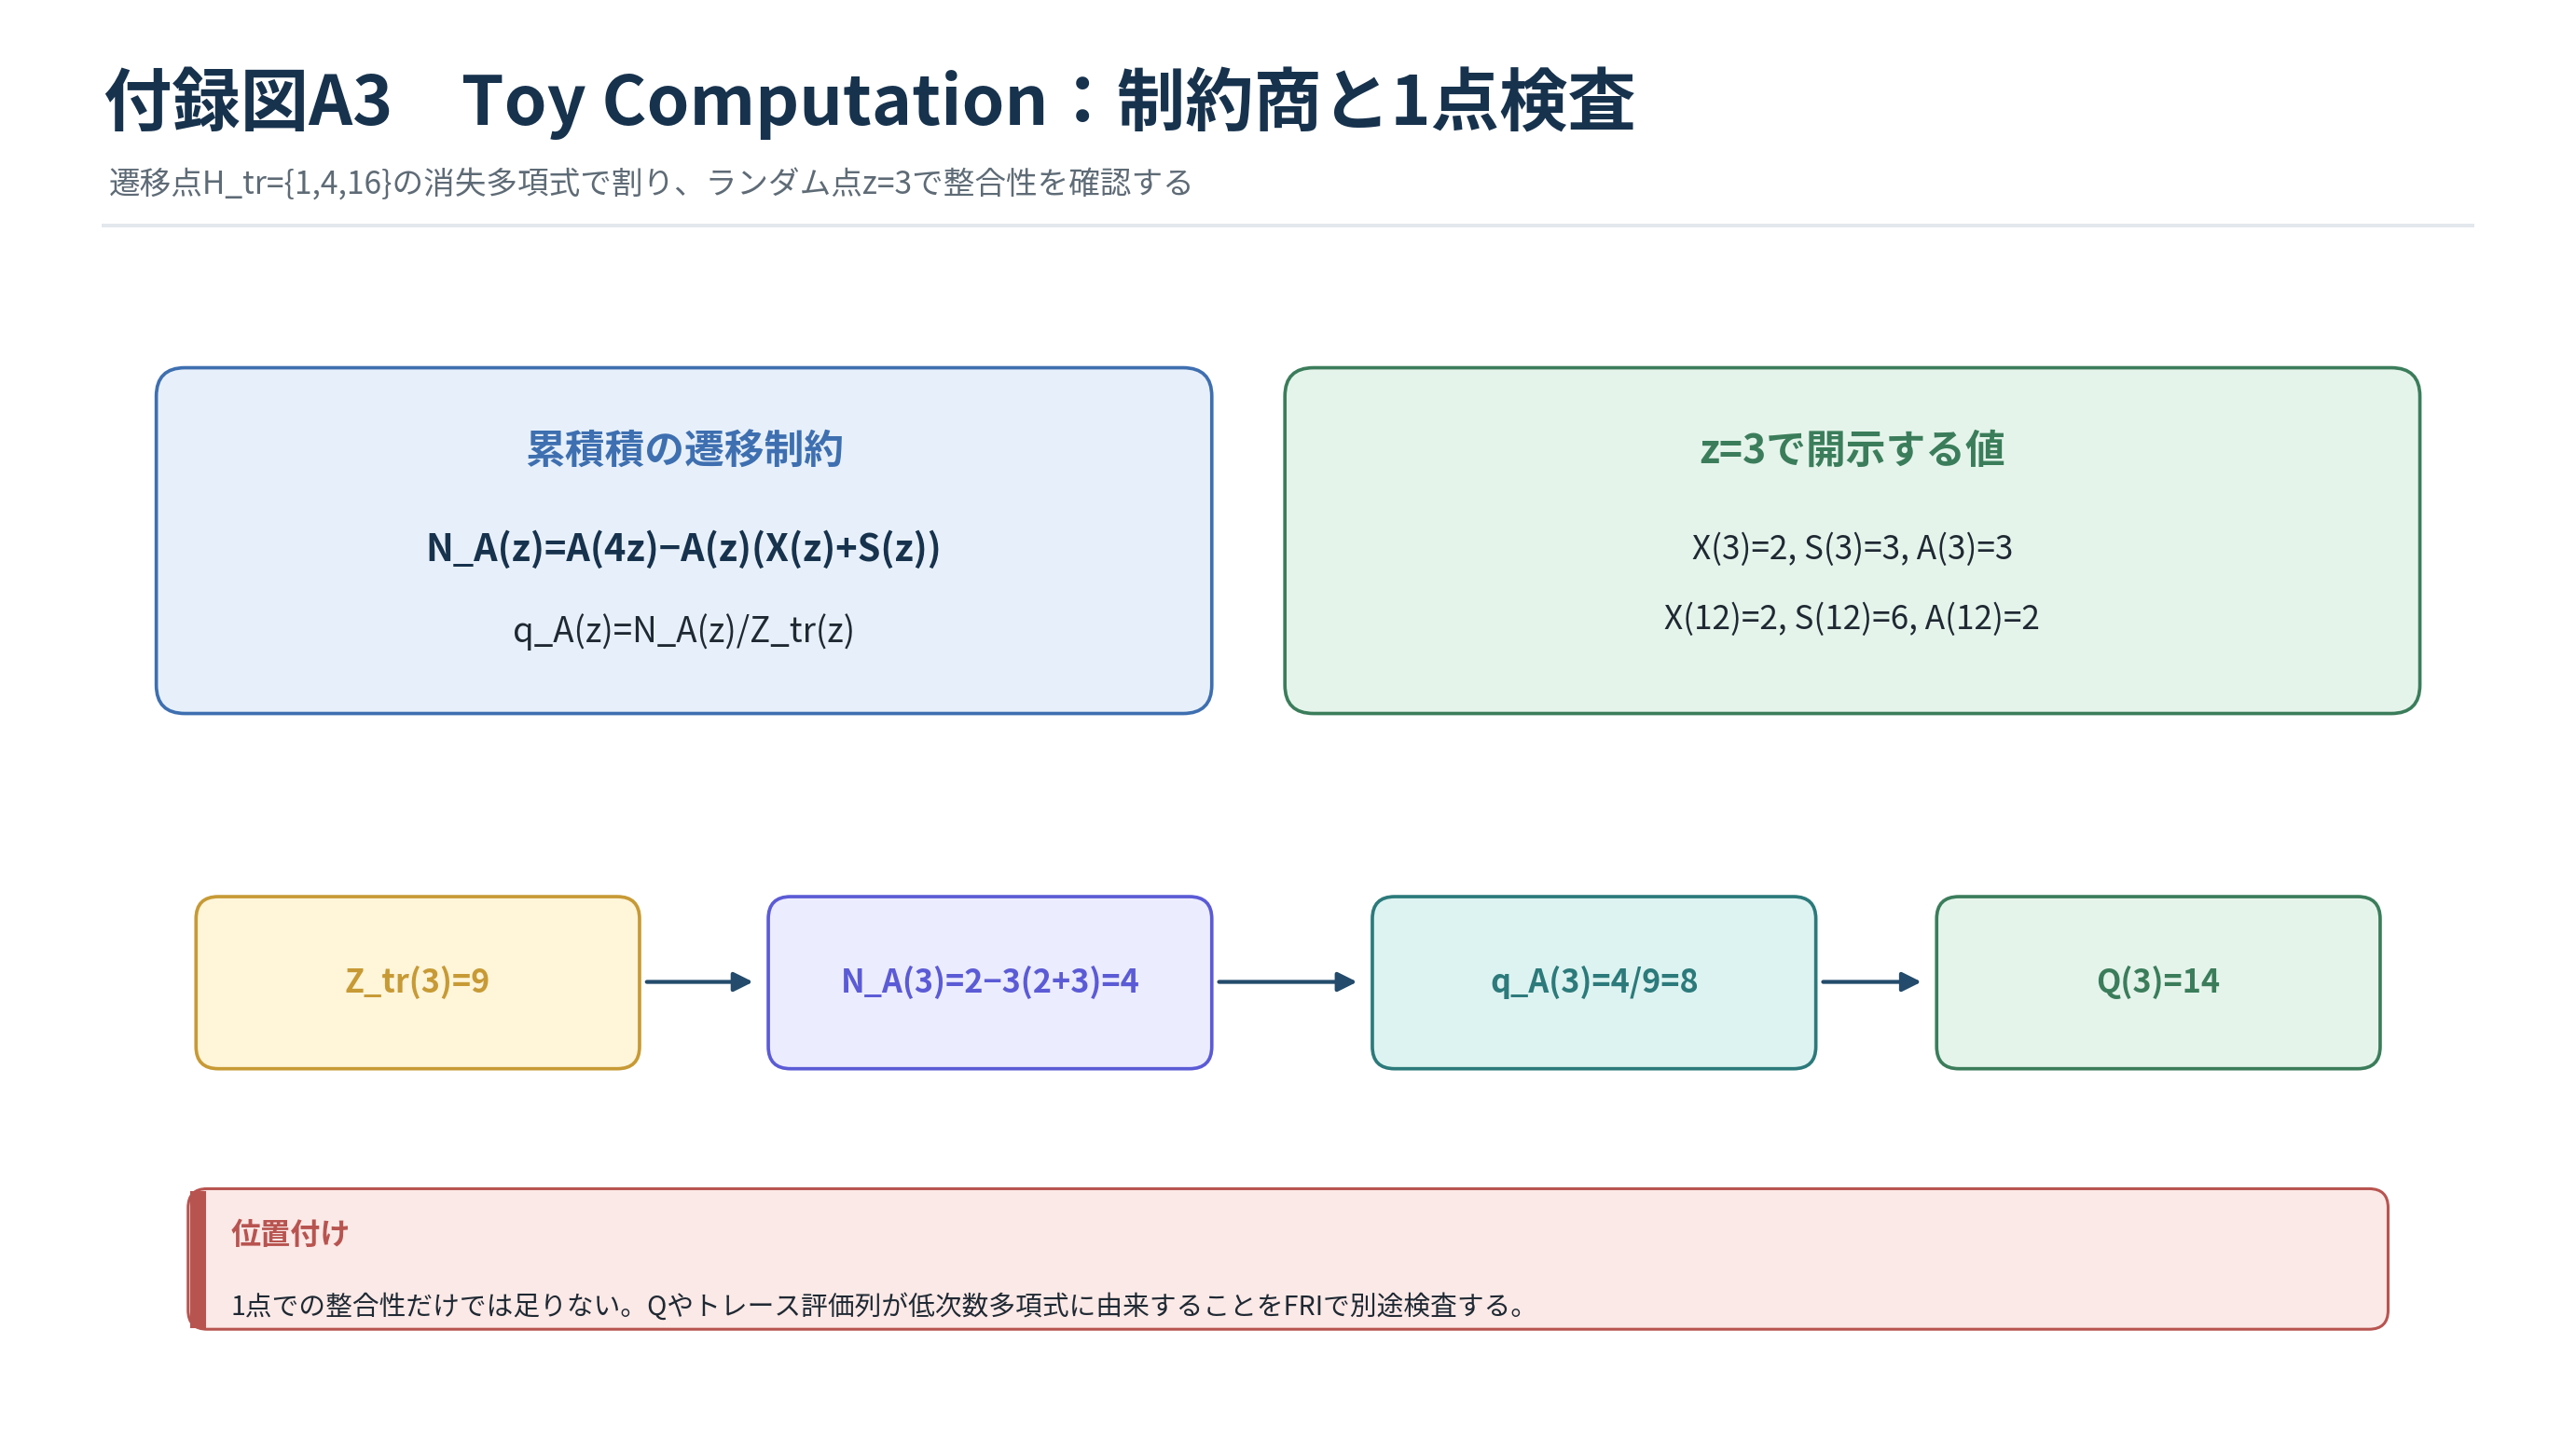 付録図A3　Toy Computation：制約商と1点検査
遷移点H_tr={1,4,16}の消失多項式で割り、ランダム点z=3で整合性を確認する
累積積の遷移制約
N_A(z)=A(4z)−A(z)(X(z)+S(z))
q_A(z)=N_A(z)/Z_tr(z)
z=3で開示する値
X(3)=2, S(3)=3, A(3)=3
X(12)=2, S(12)=6, A(12)=2
Z_tr(3)=9
N_A(3)=2−3(2+3)=4
q_A(3)=4/9=8
Q(3)=14
位置付け
1点での整合性だけでは足りない。Qやトレース評価列が低次数多項式に由来することをFRIで別途検査する。